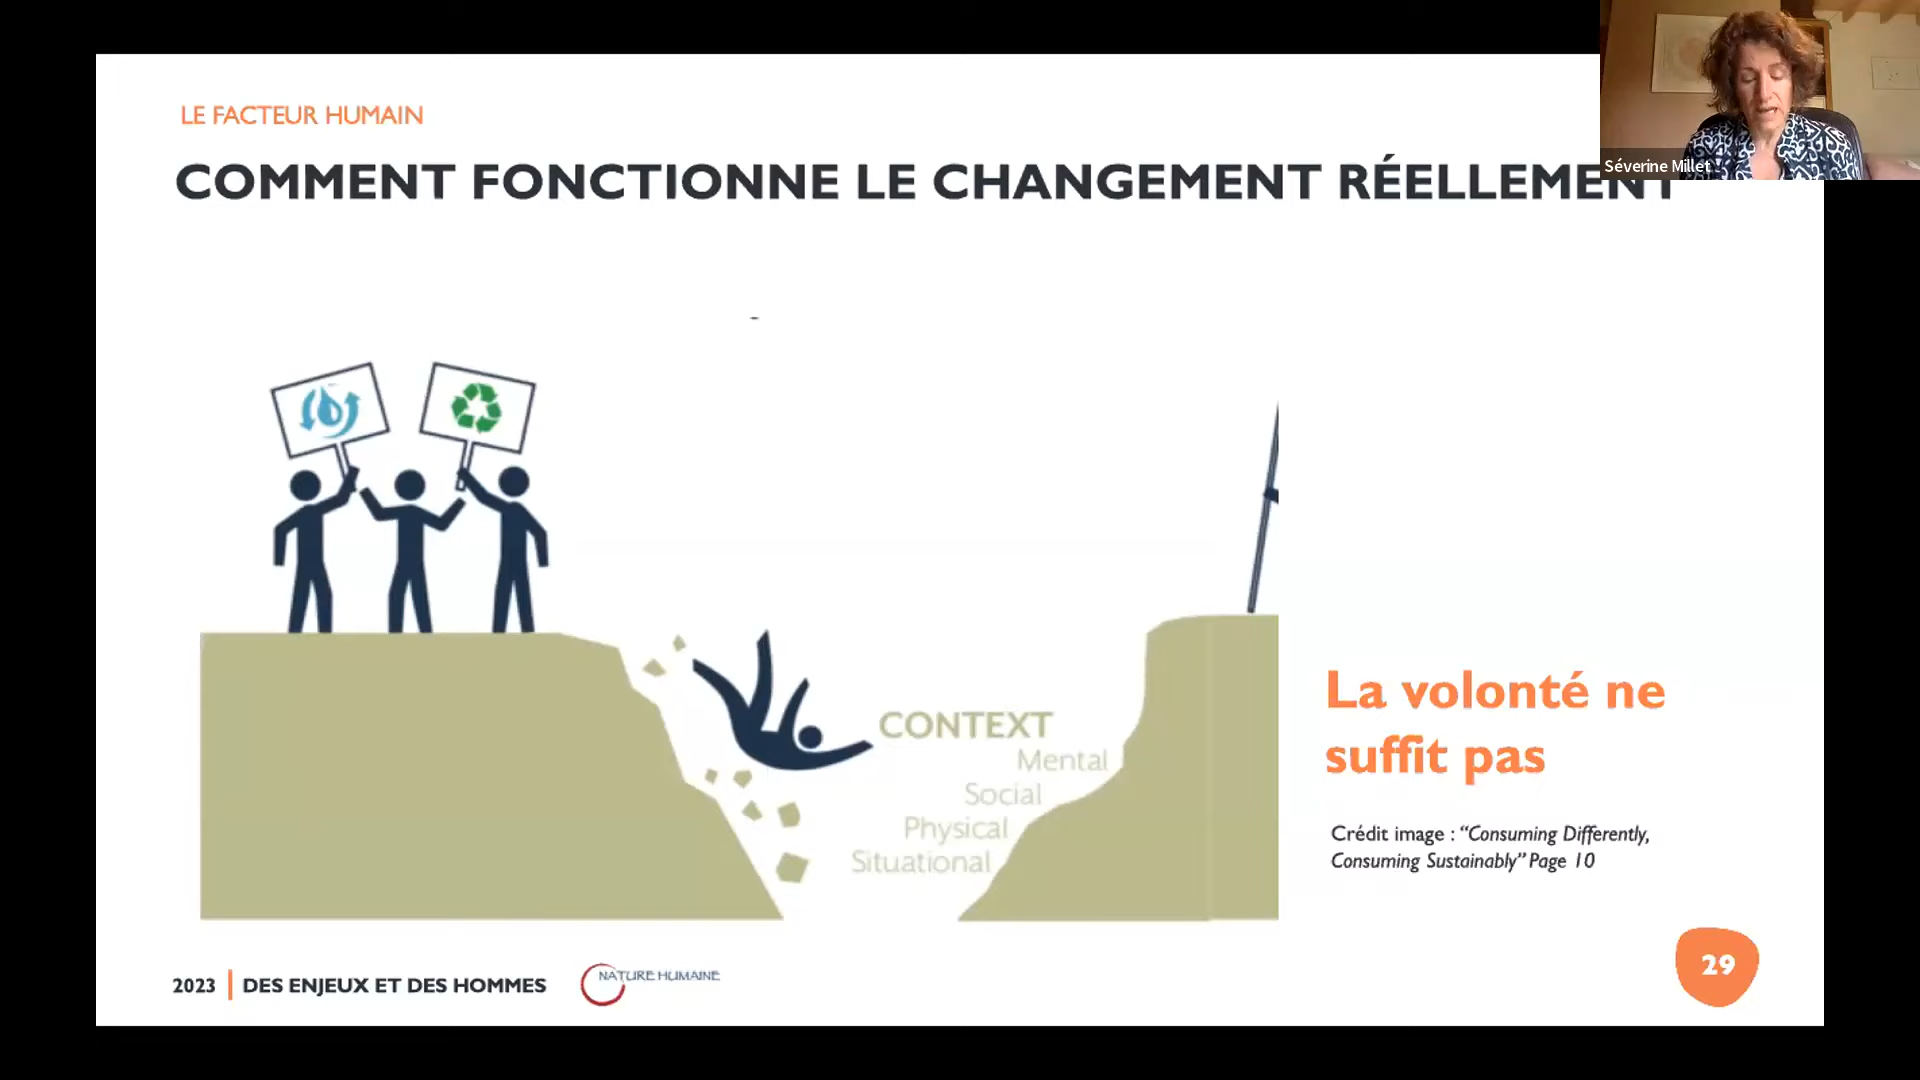 LE FACTEUR HUMAIN
COMMENT FONCTIONNE LE CHANGEMENT RÉELLEMENT
Séverine Millet
CONTEXT
Mental
Social
Physical
Situational
La volonté ne
suffit pas
Crédit image : “Consuming Differently,
Consuming Sustainably” Page 10
2023 | DES ENJEUX ET DES HOMMES
NATURE HUMAINE
29